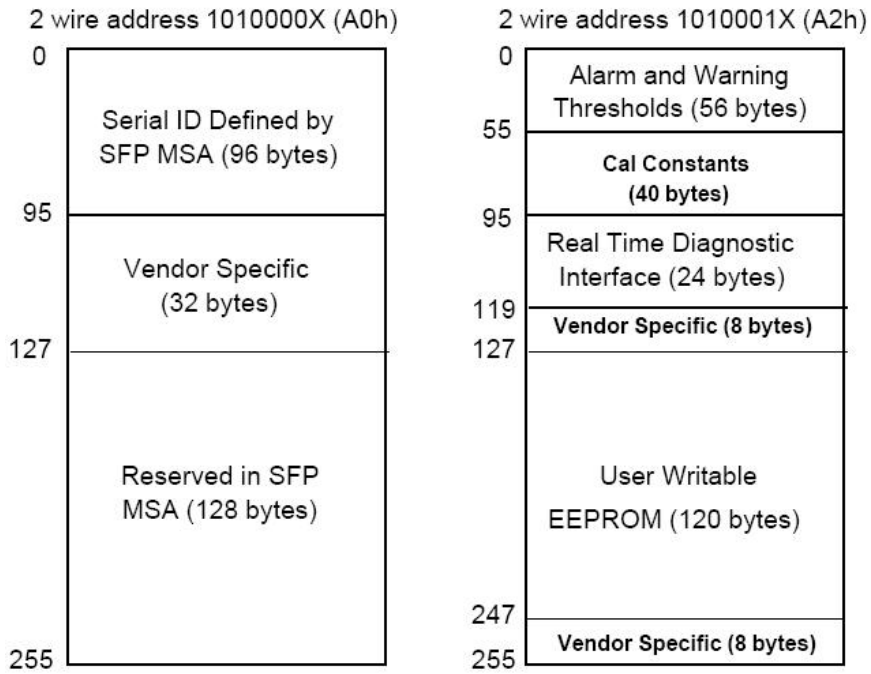 2 wire address 1010000X (A0h)
0
Serial ID Defined by
SFP MSA (96 bytes)
95
Vendor Specific
(32 bytes)
127
Reserved in SFP
MSA (128 bytes)
255
2 wire address 1010001X (A2h)
0
Alarm and Warning
Thresholds (56 bytes)
55
Cal Constants
(40 bytes)
95
Real Time Diagnostic
Interface (24 bytes)
119
Vendor Specific (8 bytes)
127
User Writable
EEPROM (120 bytes)
247
Vendor Specific (8 bytes)
255